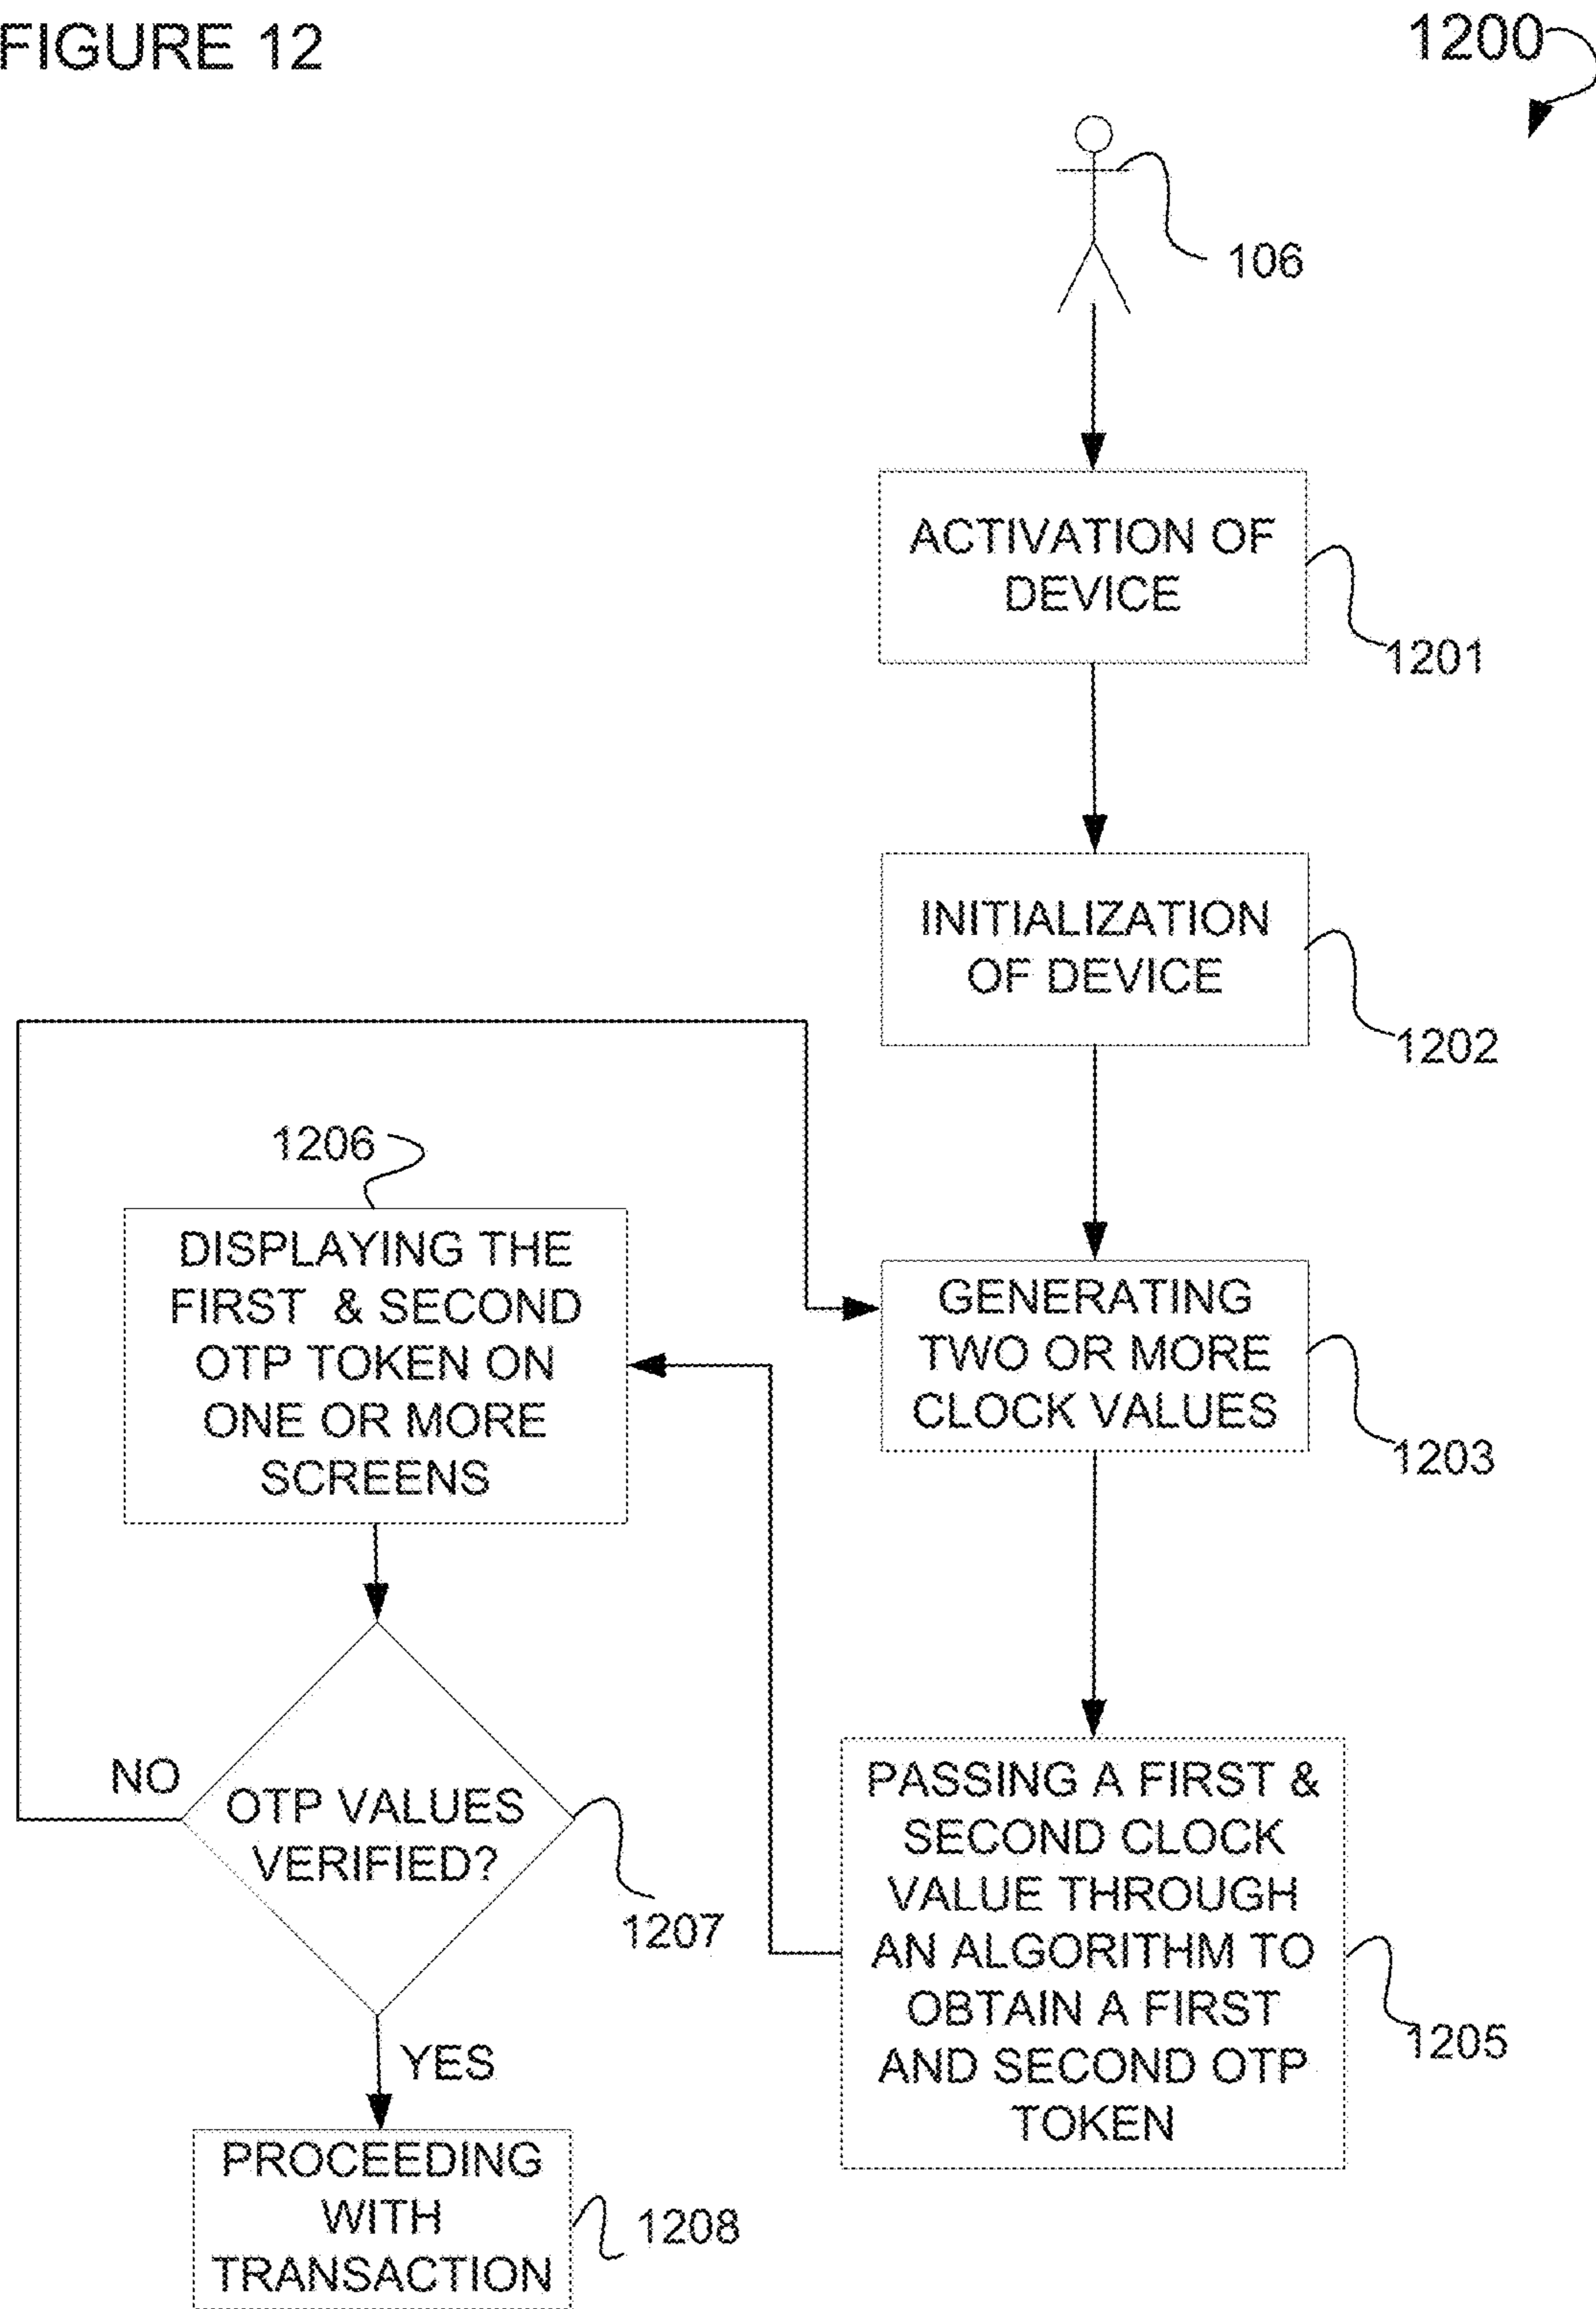 FIGURE 12
1200
106
ACTIVATION OF
DEVICE
1201
INITIALIZATION
OF DEVICE
1202
GENERATING
TWO OR MORE
CLOCK VALUES
1203
PASSING A FIRST &
SECOND CLOCK
VALUE THROUGH
AN ALGORITHM TO
OBTAIN A FIRST
AND SECOND OTP
TOKEN
1205
1206
DISPLAYING THE
FIRST & SECOND
OTP TOKEN ON
ONE OR MORE
SCREENS
OTP VALUES
VERIFIED?
1207
NO
YES
PROCEEDING
WITH
TRANSACTION
1208